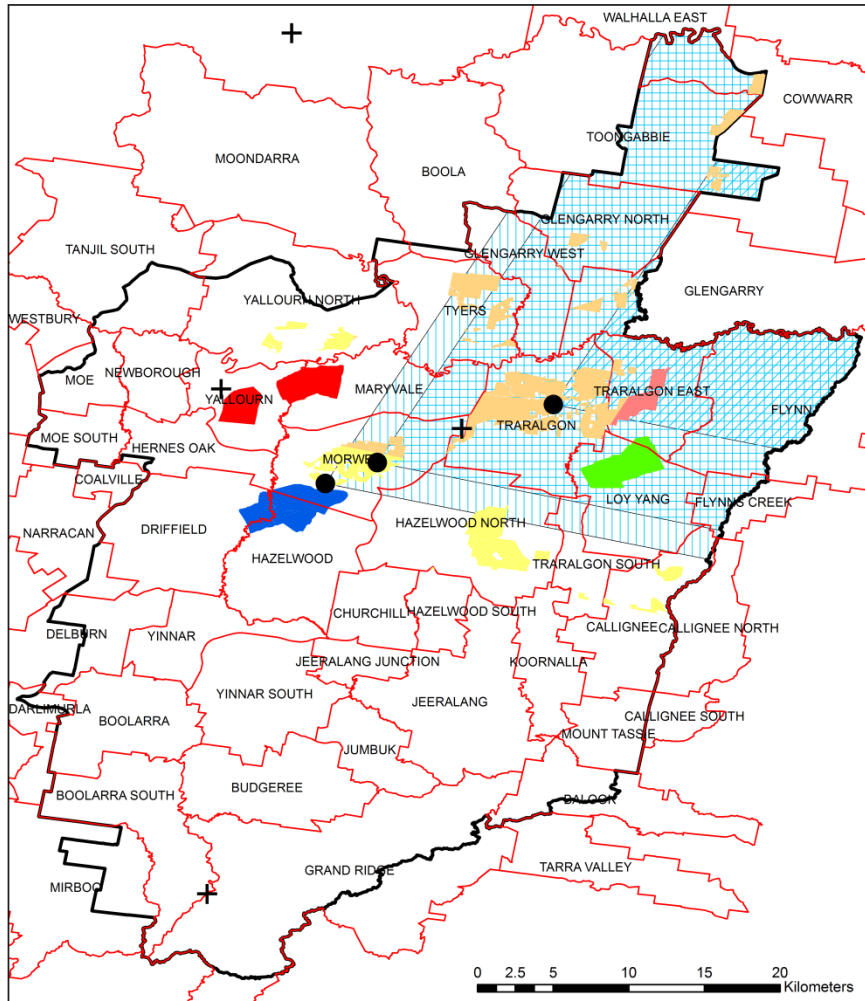 WALHALLA EAST
COWWARR
TOONGABBIE
MOONDARRA
BOOLA
GLENGARRY NORTH
TANJIL SOUTH
GLENGARRY WEST
GLENGARRY
YALLOURN NORTH
TYERS
WESTBURY
MOE
NEWBOROUGH
YALLOURN
MARYVALE
TRARALGON EAST
FLYNN
TRARALGON
MOE SOUTH
HERNES OAK
MORWE
COALVILLE
LOY YANG
FLYNNS CREEK
NARRACAN
DRIFFIELD
HAZELWOOD NORTH
HAZELWOOD
TRARALGON SOUTH
CHURCHILL
HAZELWOOD SOUTH
CALLIGNEE
CALLIGNEE NORTH
DELBURN
YINNAR
JEERALANG JUNCTION
KOORNALLA
YINNAR SOUTH
JEERALANG
DARLIMURLA
BOOLARRA
CALLIGNEE SOUTH
MOUNT TASSIE
JUMBUK
BOOLARRA SOUTH
BUDGEREE
BALOOK
GRAND RIDGE
TARRA VALLEY
MIRBOO
0 2.5 5 10 15 20
Kilometers